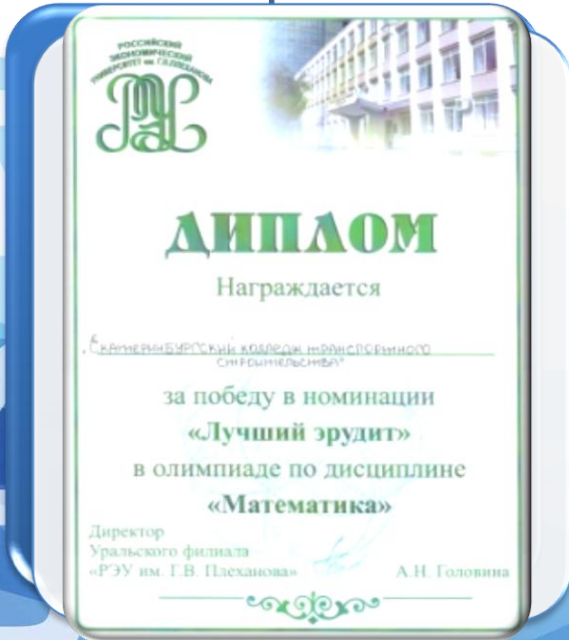 РОССИЙСКИЙ
ЭКОНОМИЧЕСКИЙ
УНИВЕРСИТЕТ им. Г.В.ПЛЕХАНОВА
ДИПЛОМ
Награждается
„Екатеринбургский колледж транспортного
строительства"
за победу в номинации
«Лучший эрудит»
в олимпиаде по дисциплине
«Математика»
Директор
Уральского филиала
«РЭУ им. Г.В. Плеханова» А.Н. Головина